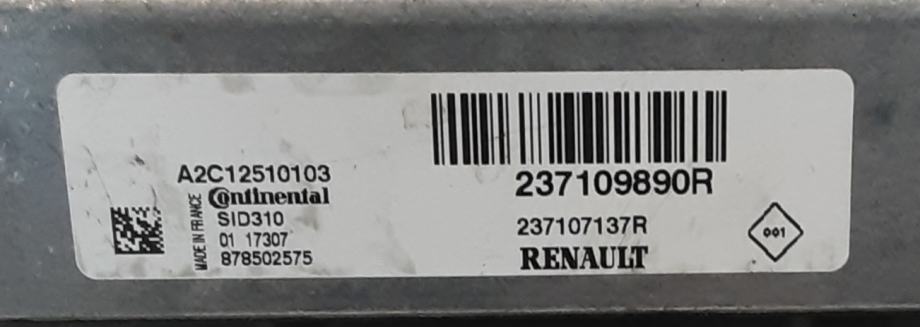 A2C12510103
Continental
SID310
01 17307
878502575
MADE IN FRANCE
237109890R
237107137R
RENAULT
001